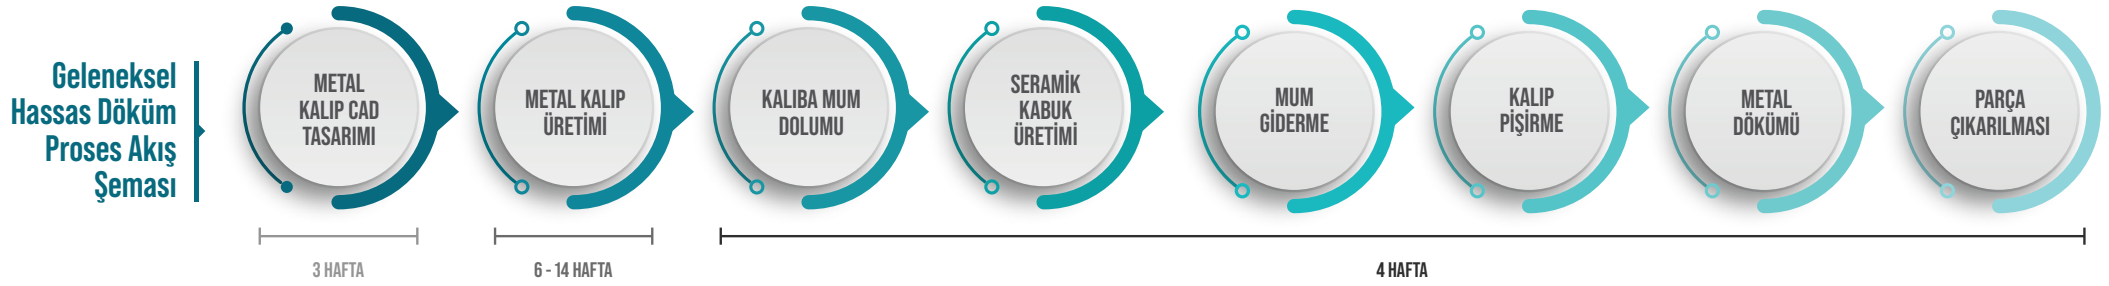 Geleneksel
Hassas Döküm
Proses Akış
Şeması
METAL
KALIP CAD
TASARIMI
METAL KALIP
ÜRETİMİ
KALIBA MUM
DOLUMU
SERAMİK
KABUK
ÜRETİMİ
MUM
GİDERME
KALIP
PİŞİRME
METAL
DÖKÜMÜ
PARÇA
ÇIKARILMASI
3 HAFTA
6 - 14 HAFTA
4 HAFTA